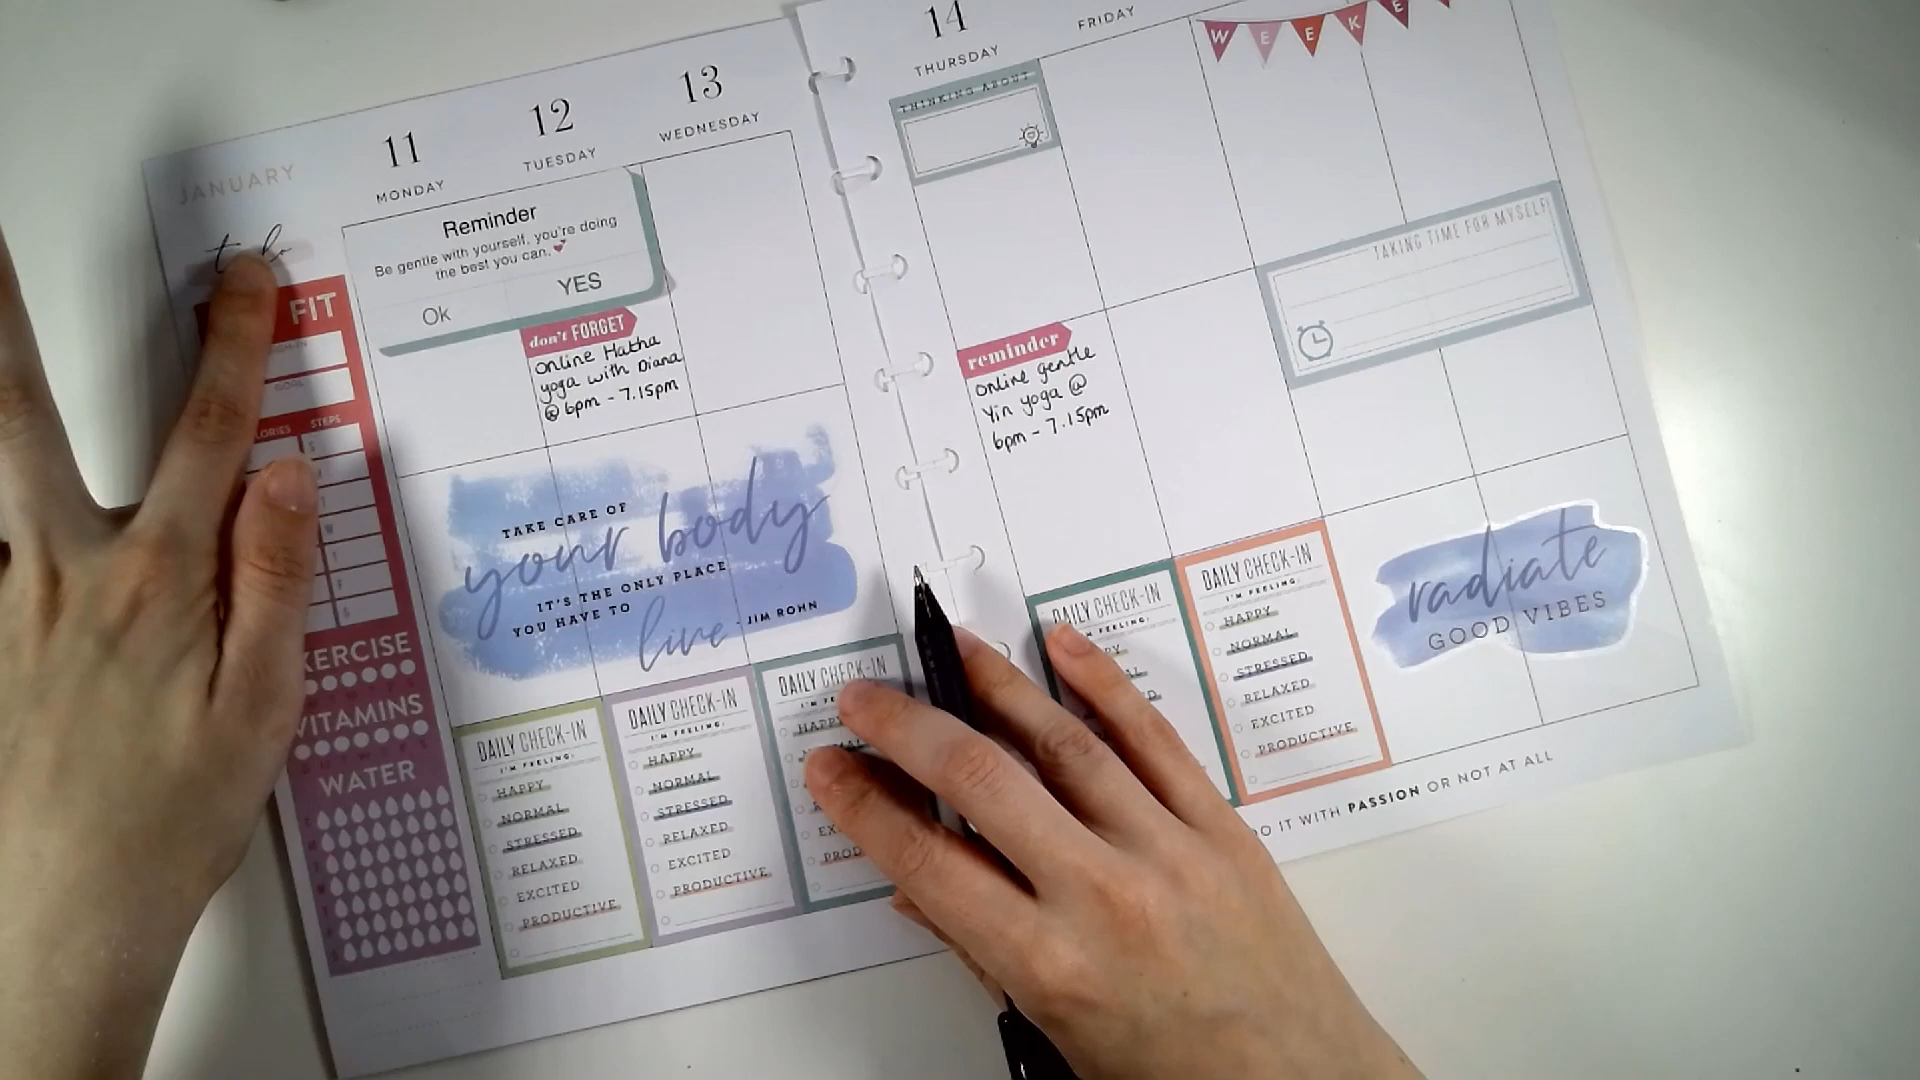 JANUARY
to do
11
MONDAY
12
TUESDAY
13
WEDNESDAY
Reminder
Be gentle with yourself, you're doing
the best you can.
Ok
YES
don't FORGET
online Hatha
yoga with Diana
@ 6pm - 7.15pm
FIT
GOAL
STEPS
S
W
T
F
S
EXERCISE
VITAMINS
WATER
TAKE CARE OF
your body
IT'S THE ONLY PLACE
YOU HAVE TO
live
- JIM ROHN
DAILY CHECK-IN
I'M FEELING:
HAPPY
NORMAL
STRESSED
RELAXED
EXCITED
PRODUCTIVE
DAILY CHECK-IN
I'M FEELING:
HAPPY
NORMAL
STRESSED
RELAXED
EXCITED
PRODUCTIVE
DAILY CHECK-IN
HAPPY
14
THURSDAY
FRIDAY
WEEKE
THINKING ABOUT
TAKING TIME FOR MYSELF
reminder
online gentle
Yin yoga @
6pm - 7.15pm
DAILY CHECK-IN
DAILY CHECK-IN
I'M FEELING:
HAPPY
NORMAL
STRESSED
RELAXED
EXCITED
PRODUCTIVE
radiate
GOOD VIBES
DO IT WITH PASSION OR NOT AT ALL